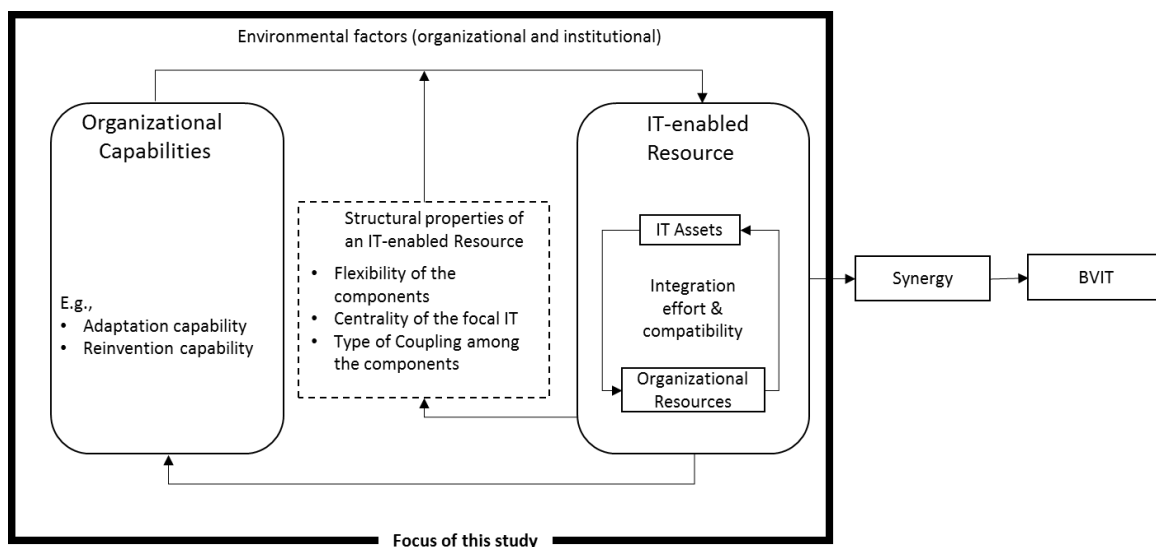 Environmental factors (organizational and institutional)
Organizational
Capabilities
E.g.,
• Adaptation capability
• Reinvention capability
Structural properties of
an IT-enabled Resource
• Flexibility of the
components
• Centrality of the focal IT
• Type of Coupling among
the components
IT-enabled
Resource
IT Assets
Integration
effort &
compatibility
Organizational
Resources
Synergy
BVIT
Focus of this study